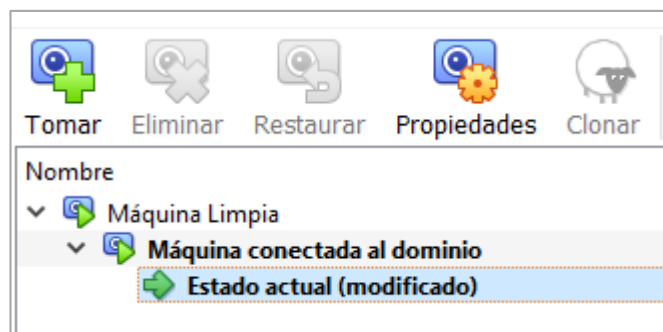 Tomar Eliminar Restaurar Propiedades Clonar
Nombre
Máquina Limpia
Máquina conectada al dominio
Estado actual (modificado)